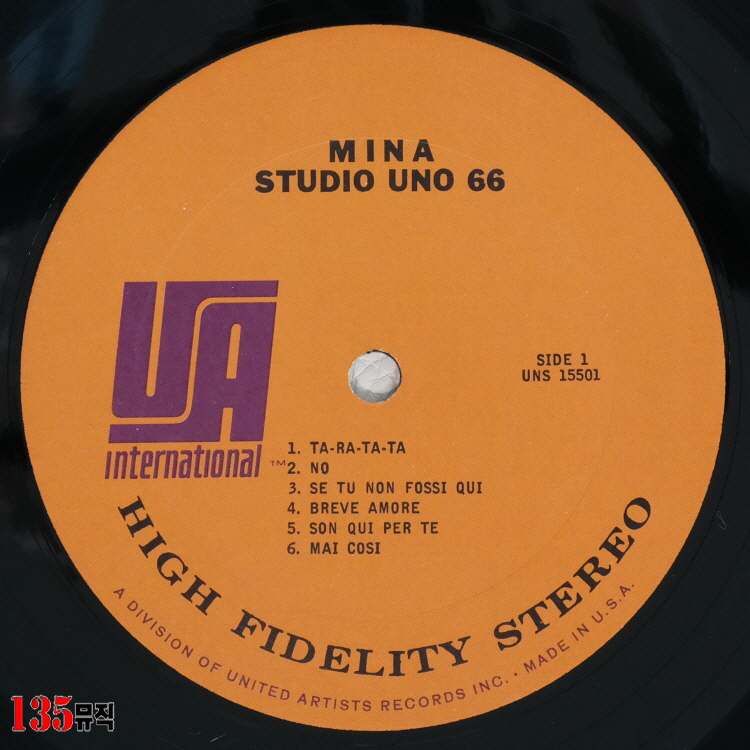 MINA
STUDIO UNO 66
UA
international™
SIDE 1
UNS 15501
1. TA-RA-TA-TA
2. NO
3. SE TU NON FOSSI QUI
4. BREVE AMORE
5. SON QUI PER TE
6. MAI COSI
HIGH FIDELITY STEREO
A DIVISION OF UNITED ARTISTS RECORDS INC. • MADE IN U.S.A.
135뮤직